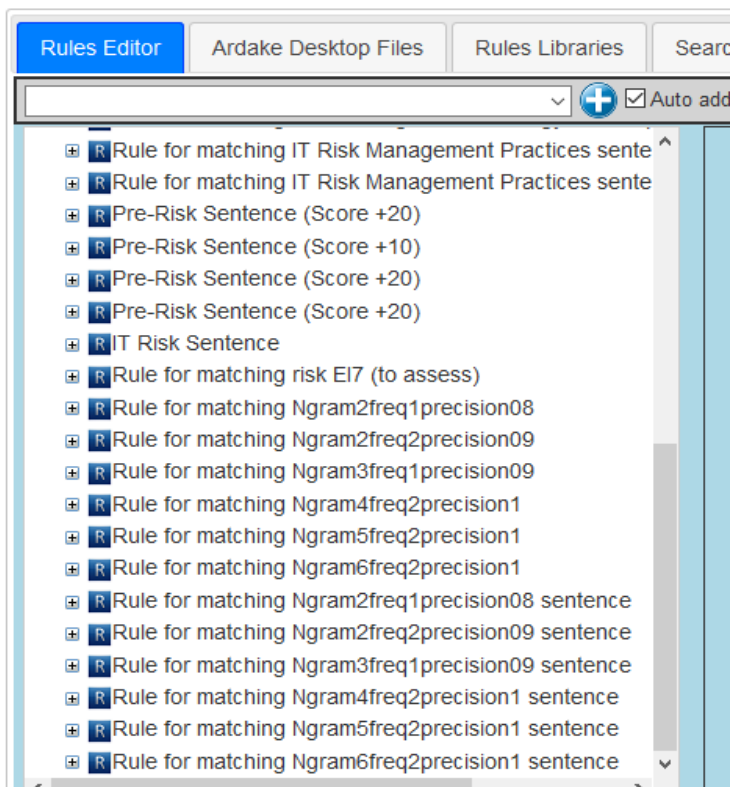 Rules Editor Ardake Desktop Files Rules Libraries
Auto add
R Rule for matching IT Risk Management Practices sente
R Rule for matching IT Risk Management Practices sente
R Pre-Risk Sentence (Score +20)
R Pre-Risk Sentence (Score +10)
R Pre-Risk Sentence (Score +20)
R Pre-Risk Sentence (Score +20)
R IT Risk Sentence
R Rule for matching risk EI7 (to assess)
R Rule for matching Ngram2freq1precision08
R Rule for matching Ngram2freq2precision09
R Rule for matching Ngram3freq1precision09
R Rule for matching Ngram4freq2precision1
R Rule for matching Ngram5freq2precision1
R Rule for matching Ngram6freq2precision1
R Rule for matching Ngram2freq1precision08 sentence
R Rule for matching Ngram2freq2precision09 sentence
R Rule for matching Ngram3freq1precision09 sentence
R Rule for matching Ngram4freq2precision1 sentence
R Rule for matching Ngram5freq2precision1 sentence
R Rule for matching Ngram6freq2precision1 sentence